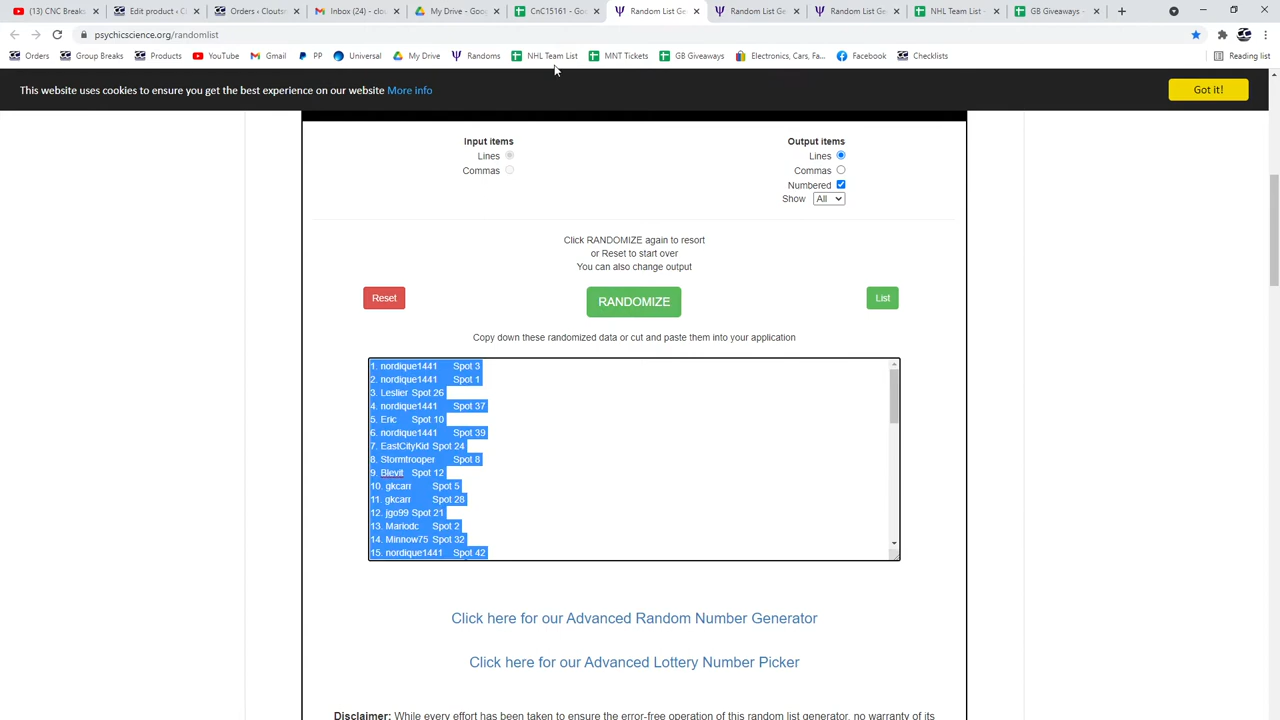 (13) CNC Breaks
Edit product ‹ C
Orders ‹ Clouts
Gmail
Inbox (24) – clo
My Drive - Goo
CnC15161 - Goo
Random List Ge
Random List Ge
Random List Ge
NHL Team List -
GB Giveaways -
psychicscience.org/randomlist
Orders
Group Breaks
Products
YouTube
Gmail
PP
Universal
My Drive
Randoms
NHL Team List
MNT Tickets
GB Giveaways
Electronics, Cars, Fa...
Facebook
Checklists
Reading list
This website uses cookies to ensure you get the best experience on our website More info
Got it!
Input items
Lines
Commas
Output items
Lines
Commas
Numbered
Show All
Click RANDOMIZE again to resort
or Reset to start over
You can also change output
Reset
RANDOMIZE
List
Copy down these randomized data or cut and paste them into your application
1. nordique1441 Spot 3
2. nordique1441 Spot 1
3. Leslier Spot 26
4. nordique1441 Spot 37
5. Eric Spot 10
6. nordique1441 Spot 39
7. EastCityKid Spot 24
8. Stormtrooper Spot 8
9. Blevit Spot 12
10. gkcarr Spot 5
11. gkcarr Spot 28
12. jgo99 Spot 21
13. Mariodc Spot 2
14. Minnow75 Spot 32
15. nordique1441 Spot 42
Click here for our Advanced Random Number Generator
Click here for our Advanced Lottery Number Picker
Disclaimer: While every effort has been taken to ensure the error-free operation of this random list generator, no warranty of its